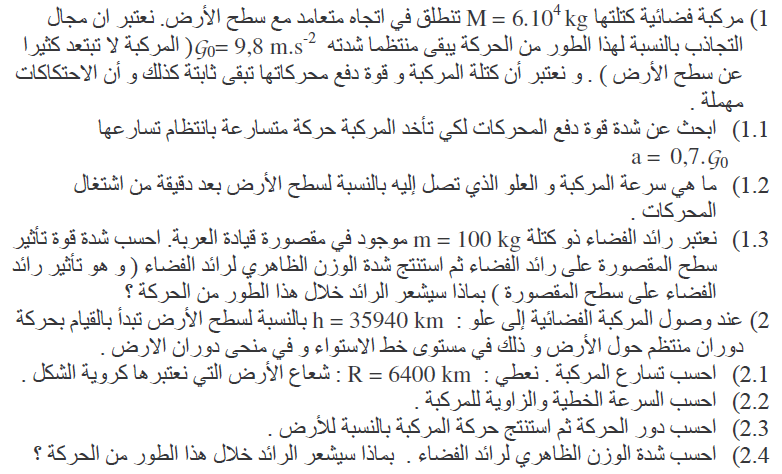 1) مركبة فضائية كتلتها M = 6.10⁴ kg تنطلق في اتجاه متعامد مع سطح الأرض. نعتبر ان مجال
التجاذب بالنسبة لهذا الطور من الحركة يبقى منتظما شدته 𝒢₀= 9,8 m.s⁻² ( المركبة لا تبتعد كثيرا
عن سطح الأرض ) . و نعتبر أن كتلة المركبة و قوة دفع محركاتها تبقى ثابتة كذلك و أن الاحتكاكات
مهملة .
1.1) ابحث عن شدة قوة دفع المحركات لكي تأخد المركبة حركة متسارعة بانتظام تسارعها
a = 0,7.𝒢₀
1.2) ما هي سرعة المركبة و العلو الذي تصل إليه بالنسبة لسطح الأرض بعد دقيقة من اشتغال
المحركات .
1.3) نعتبر رائد الفضاء ذو كتلة m = 100 kg موجود في مقصورة قيادة العربة. احسب شدة قوة تأثير
سطح المقصورة على رائد الفضاء ثم استنتج شدة الوزن الظاهري لرائد الفضاء ( و هو تأثير رائد
الفضاء على سطح المقصورة ) بماذا سيشعر الرائد خلال هذا الطور من الحركة ؟
2) عند وصول المركبة الفضائية إلى علو : h = 35940 km بالنسبة لسطح الأرض تبدأ بالقيام بحركة
دوران منتظم حول الأرض و ذلك في مستوى خط الاستواء و في منحى دوران الارض .
2.1) احسب تسارع المركبة . نعطي : R = 6400 km : شعاع الأرض التي نعتبرها كروية الشكل .
2.2) احسب السرعة الخطية والزاوية للمركبة .
2.3) احسب دور الحركة ثم استنتج حركة المركبة بالنسبة للأرض .
2.4) احسب شدة الوزن الظاهري لرائد الفضاء . بماذا سيشعر الرائد خلال هذا الطور من الحركة ؟